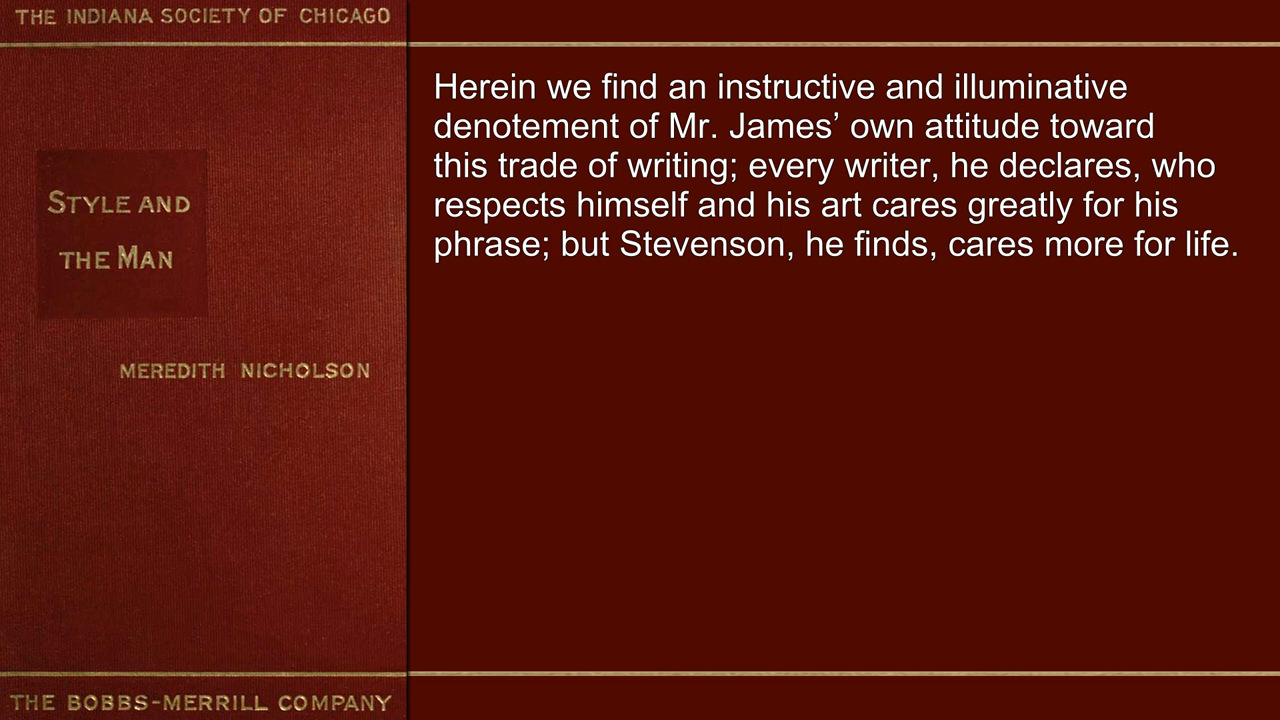 THE INDIANA SOCIETY OF CHICAGO
STYLE AND
THE MAN
MEREDITH NICHOLSON
THE BOBBS-MERRILL COMPANY
Herein we find an instructive and illuminative
denotement of Mr. James’ own attitude toward
this trade of writing; every writer, he declares, who
respects himself and his art cares greatly for his
phrase; but Stevenson, he finds, cares more for life.